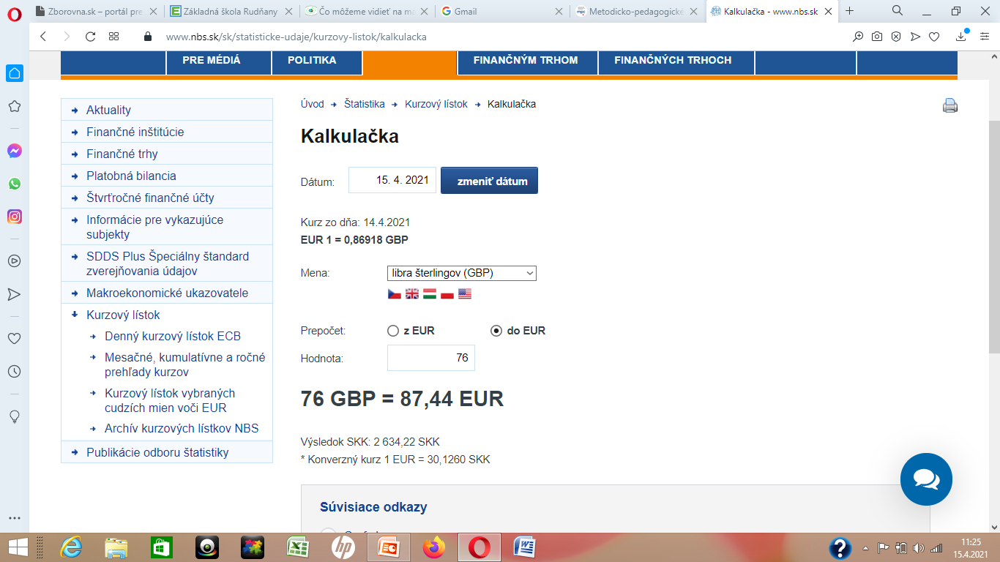 Zborovna.sk – portál pre
Základná škola Rudňany
Čo môžeme vidieť na ma
Gmail
Metodicko-pedagogické
Kalkulačka - www.nbs.sk
www.nbs.sk/sk/statisticke-udaje/kurzovy-listok/kalkulacka
PRE MÉDIÁ
POLITIKA
FINANČNÝM TRHOM
FINANČNÝCH TRHOCH
Aktuality
Finančné inštitúcie
Finančné trhy
Platobná bilancia
Štvrťročné finančné účty
Informácie pre vykazujúce
subjekty
SDDS Plus Špeciálny štandard
zverejňovania údajov
Makroekonomické ukazovatele
Kurzový lístok
Denný kurzový lístok ECB
Mesačné, kumulatívne a ročné
prehľady kurzov
Kurzový lístok vybraných
cudzích mien voči EUR
Archív kurzových lístkov NBS
Publikácie odboru štatistiky
Úvod Štatistika Kurzový lístok Kalkulačka
Kalkulačka
Dátum: 15. 4. 2021 zmeniť dátum
Kurz zo dňa: 14.4.2021
EUR 1 = 0,86918 GBP
Mena: libra šterlingov (GBP)
Prepočet: z EUR do EUR
Hodnota: 76
76 GBP = 87,44 EUR
Výsledok SKK: 2 634,22 SKK
* Konverzný kurz 1 EUR = 30,1260 SKK
Súvisiace odkazy
11:25
15.4.2021